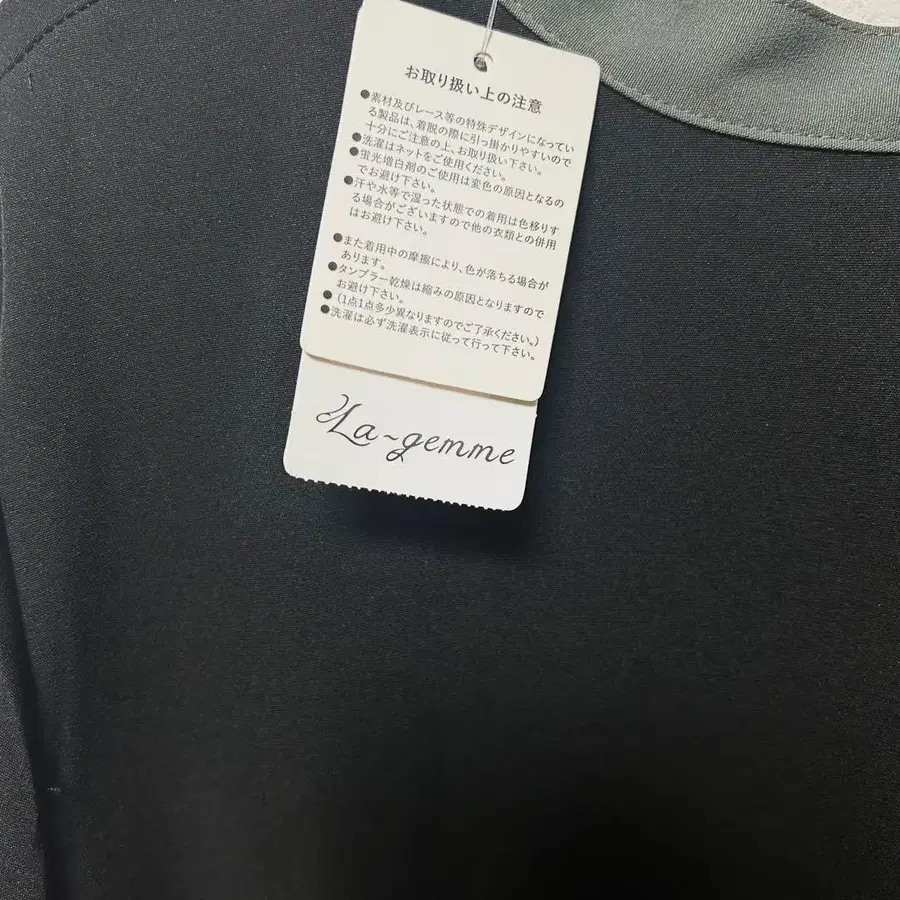 お取り扱い上の注意
●素材及びレース等の特殊デザインになってい
る製品は、着脱の際に引っ掛かりやすいので
十分にご注意の上、お取り扱い下さい。
●洗濯はネットをご使用ください。
●蛍光増白剤のご使用は変色の原因となるの
でお避け下さい。
●汗や水等で湿った状態での着用は色移りす
る場合がございますので他の衣類との併用
はお避け下さい。
●また着用中の摩擦により、色が落ちる場合が
あります。
●タンブラー乾燥は縮みの原因となりますので
お避け下さい。
●(1点1点多少異なりますのでご了承ください。)
●洗濯は必ず洗濯表示に従って行って下さい。
La~gemme